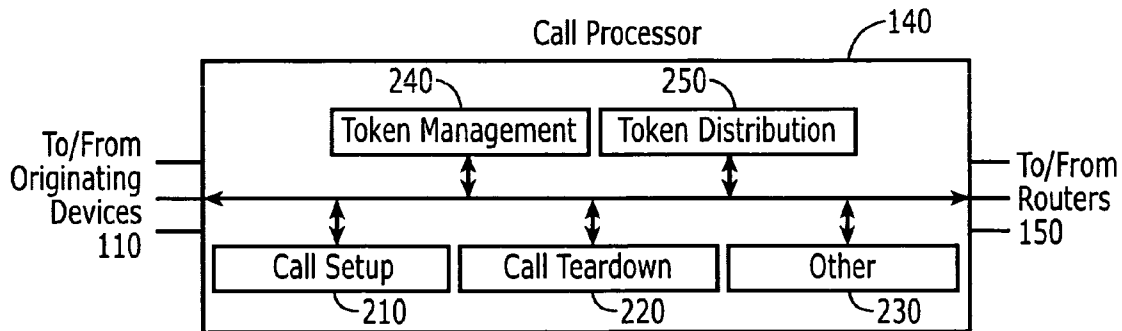 Call Processor
140
240
250
Token Management
Token Distribution
To/From
Originating
Devices
110
To/From
Routers
150
Call Setup
Call Teardown
Other
210
220
230